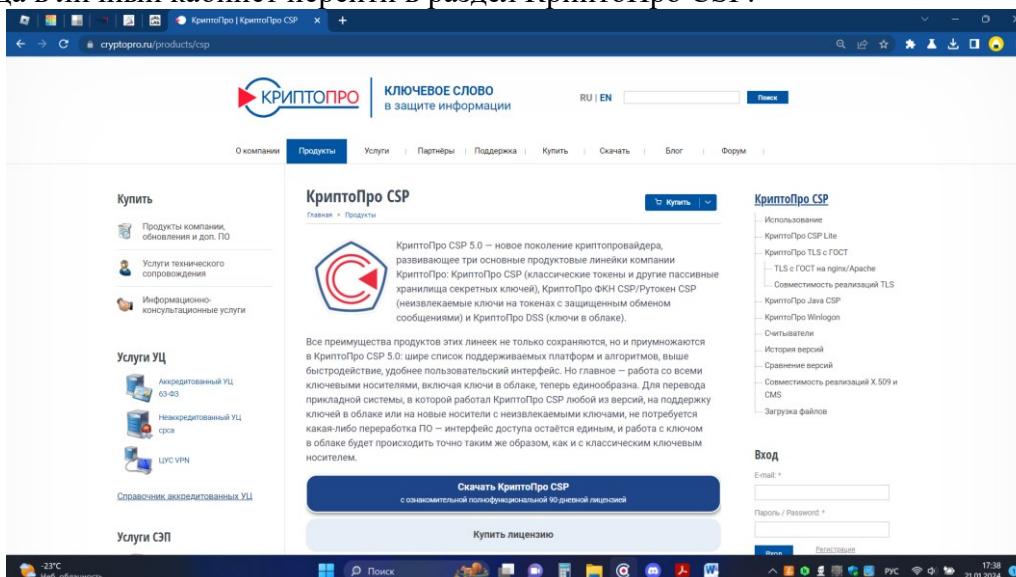 КриптоПро | КриптоПро CSP
cryptopro.ru/products/csp
КРИПТОПРО
КЛЮЧЕВОЕ СЛОВО
в защите информации
RU | EN
Поиск
О компании
Продукты
Услуги
Партнёры
Поддержка
Купить
Скачать
Блог
Форум
Купить
Продукты компании,
обновления и доп. ПО
Услуги технического
сопровождения
Информационно-
консультационные услуги
Услуги УЦ
Аккредитованный УЦ
63-ФЗ
Неаккредитованный УЦ
ЦУС VPN
Справочник аккредитованных УЦ
Услуги СЭП
КриптоПро CSP
Главная » Продукты
Купить
КриптоПро CSP 5.0 — новое поколение криптопровайдера,
развивающее три основные продуктовые линейки компании
КриптоПро: КриптоПро CSP (классические токены и другие пассивные
хранилища секретных ключей), КриптоПро ФКН CSP/Рутокен CSP
(неизвлекаемые ключи на токенах с защищенным обменом
сообщениями) и КриптоПро DSS (ключи в облаке).
Все преимущества продуктов этих линеек не только сохраняются, но и приумножаются
в КриптоПро CSP 5.0: шире список поддерживаемых платформ и алгоритмов, выше
быстродействие, удобнее пользовательский интерфейс. Но главное — работа со всеми
ключевыми носителями, включая ключи в облаке, теперь единообразна. Для перевода
прикладной системы, в которой работал КриптоПро CSP любой из версий, на поддержку
ключей в облаке или на новые носители с неизвлекаемыми ключами, не потребуется
какая-либо переработка ПО — интерфейс доступа остаётся единым, и работа с ключом
в облаке будет происходить точно таким же образом, как и с классическим ключевым
носителем.
Скачать КриптоПро CSP
с ознакомительной полнофункциональной 90-дневной лицензией
Купить лицензию
КриптоПро CSP
Использование
КриптоПро CSP Lite
КриптоПро TLS с ГОСТ
TLS с ГОСТ на nginx/Apache
Совместимость реализаций TLS
КриптоПро Java CSP
КриптоПро Winlogon
Считыватели
История версий
Сравнение версий
Совместимость реализаций X.509 и
CMS
Загрузка файлов
Вход
E-mail: *
Пароль / Password: *
Вход
Регистрация
-23°C
Поиск
РУС
17:38
21.01.2024